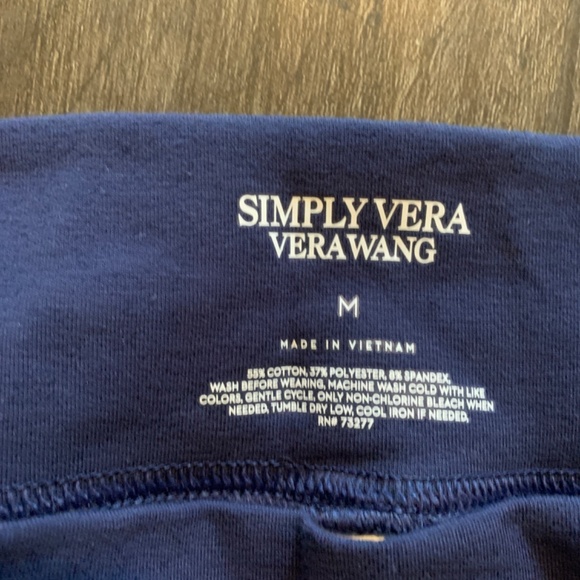 SIMPLY VERA
VERA WANG
M
MADE IN VIETNAM
55% COTTON, 37% POLYESTER, 8% SPANDEX,
WASH BEFORE WEARING, MACHINE WASH COLD WITH LIKE
COLORS, GENTLE CYCLE, ONLY NON-CHLORINE BLEACH WHEN
NEEDED, TUMBLE DRY LOW, COOL IRON IF NEEDED,
RN# 73277